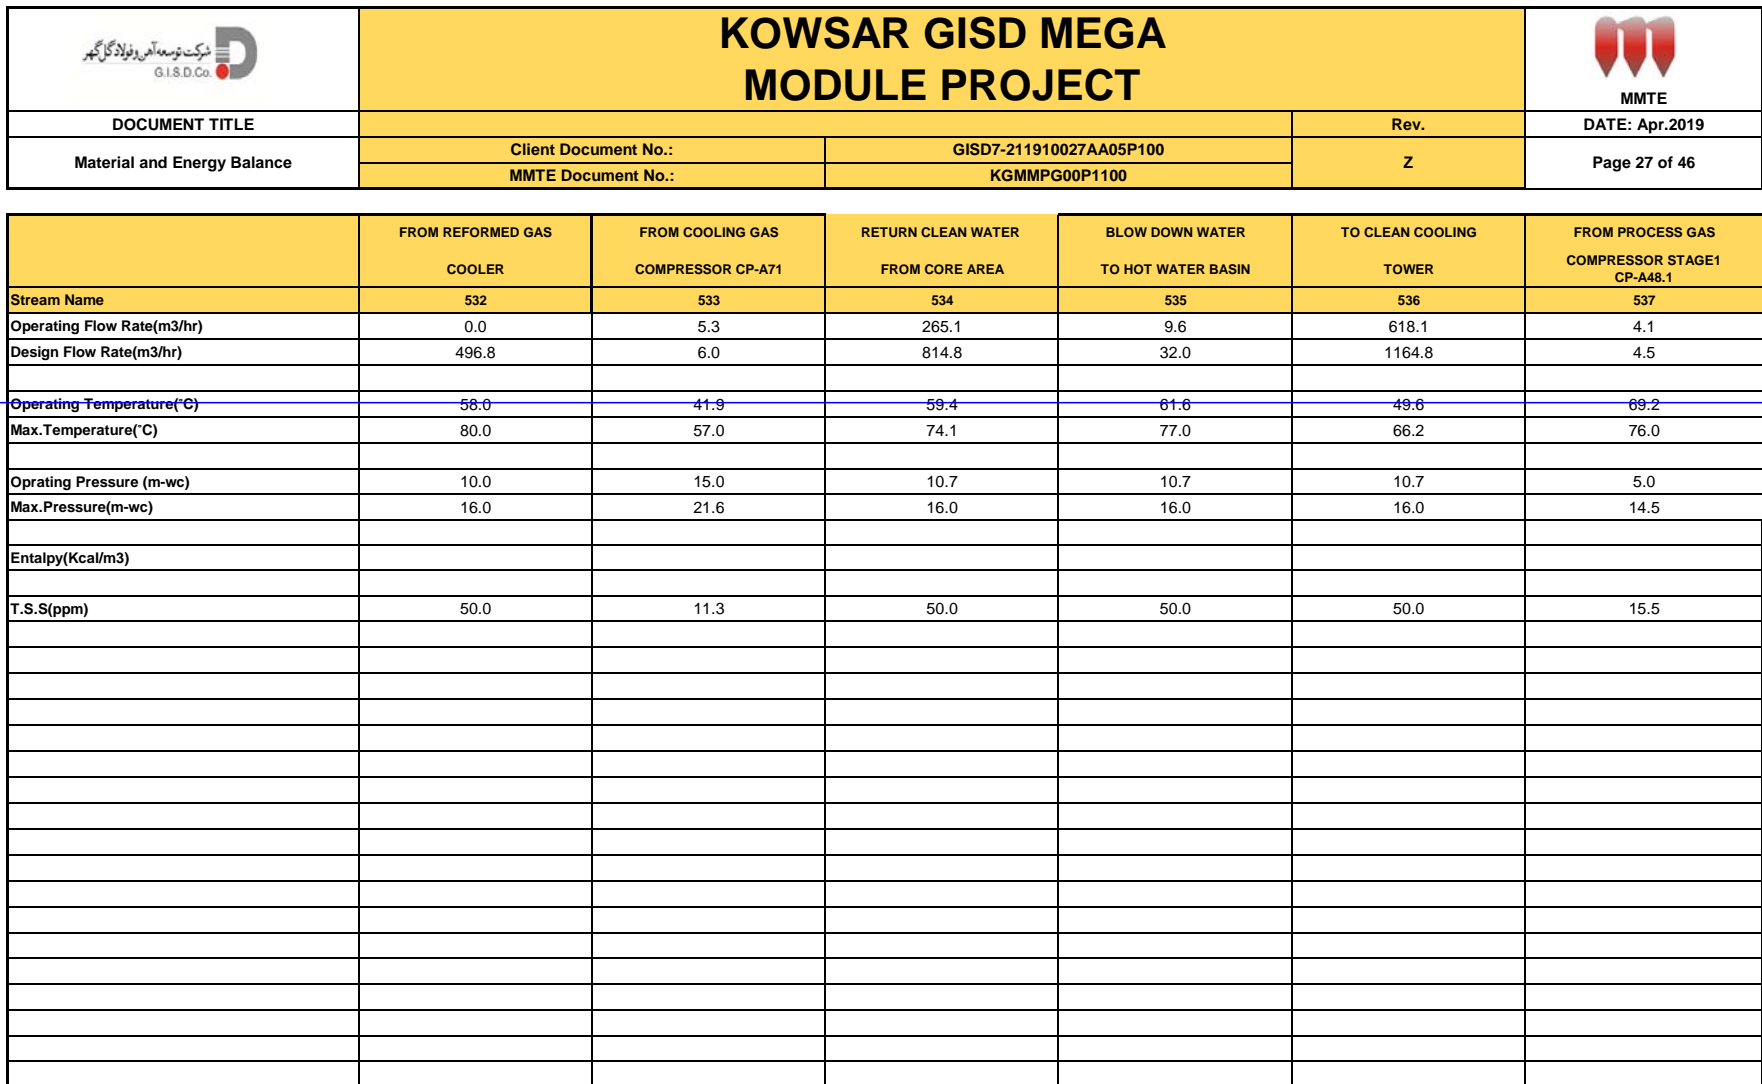 شرکت توسعه آهن و فولاد گل گهر
G.I.S.D.Co.
KOWSAR GISD MEGA
MODULE PROJECT
MMTE
DOCUMENT TITLE Rev. DATE: Apr.2019
Material and Energy Balance Client Document No.: GISD7-211910027AA05P100 Z Page 27 of 46
MMTE Document No.: KGMMPG00P1100
FROM REFORMED GAS FROM COOLING GAS RETURN CLEAN WATER BLOW DOWN WATER TO CLEAN COOLING FROM PROCESS GAS
COOLER COMPRESSOR CP-A71 FROM CORE AREA TO HOT WATER BASIN TOWER COMPRESSOR STAGE1
CP-A48.1
Stream Name 532 533 534 535 536 537
Operating Flow Rate(m3/hr) 0.0 5.3 265.1 9.6 618.1 4.1
Design Flow Rate(m3/hr) 496.8 6.0 814.8 32.0 1164.8 4.5
Operating Temperature(°C) 58.0 41.9 59.4 61.6 49.6 69.2
Max.Temperature(°C) 80.0 57.0 74.1 77.0 66.2 76.0
Oprating Pressure (m-wc) 10.0 15.0 10.7 10.7 10.7 5.0
Max.Pressure(m-wc) 16.0 21.6 16.0 16.0 16.0 14.5
Entalpy(Kcal/m3)
T.S.S(ppm) 50.0 11.3 50.0 50.0 50.0 15.5